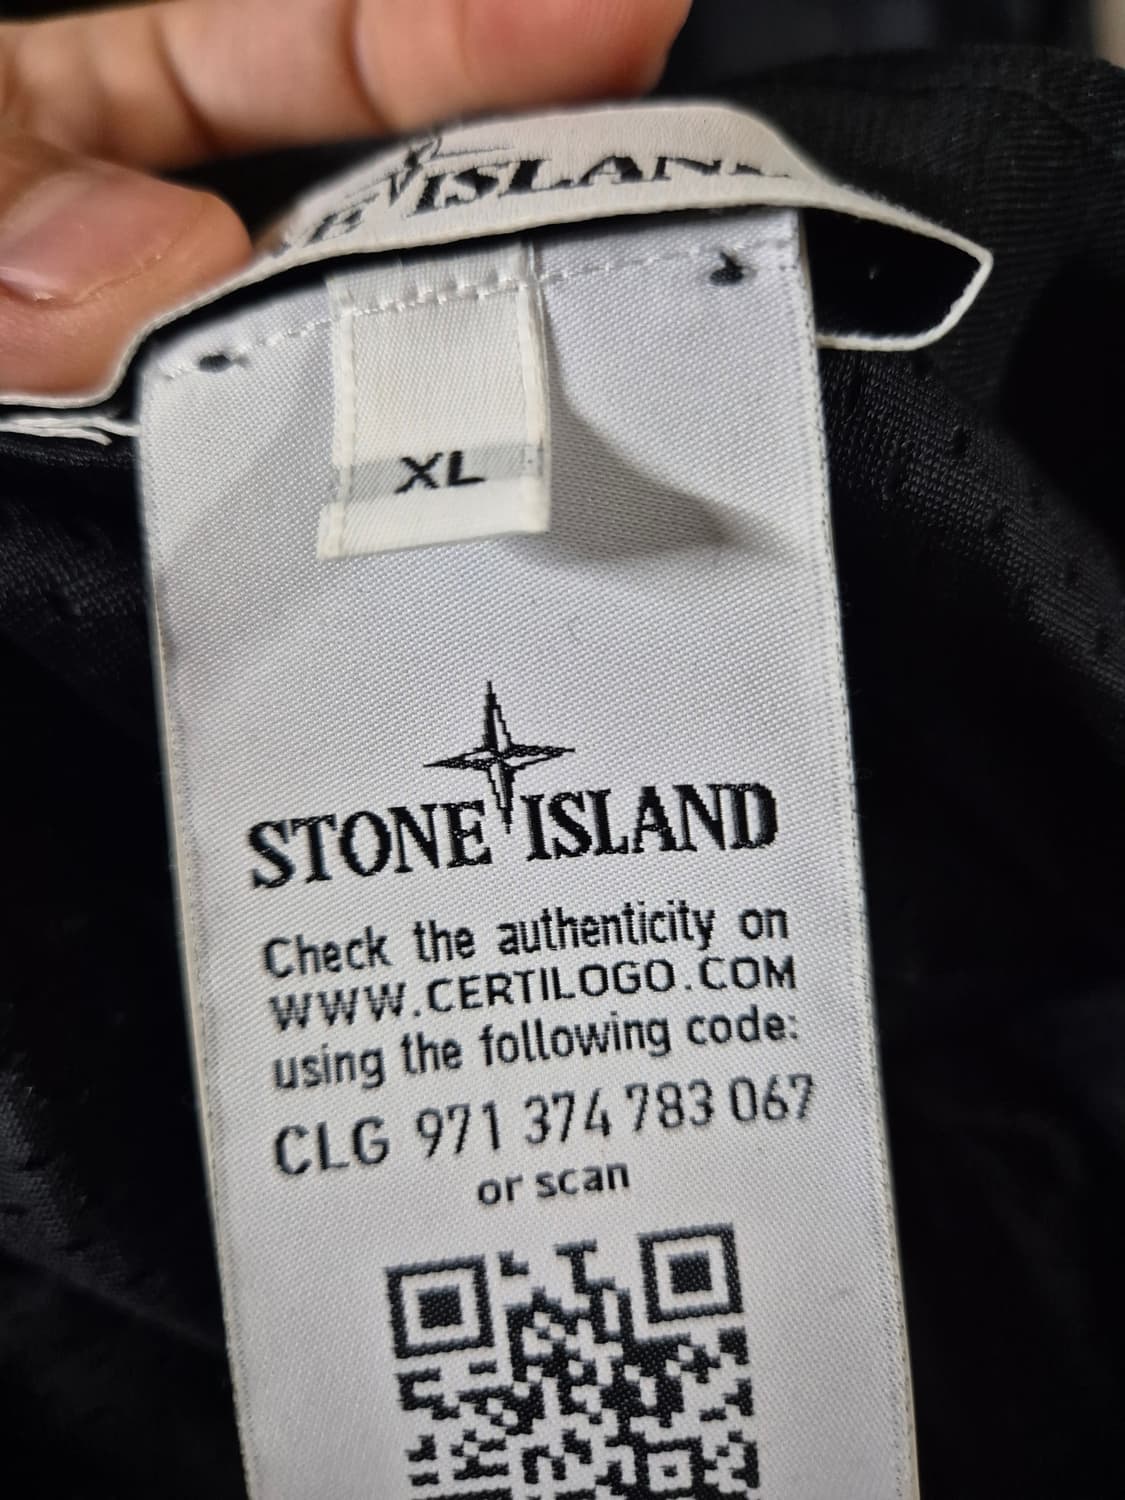 ISLAND
XL
STONE ISLAND
Check the authenticity on
WWW.CERTILOGO.COM
using the following code:
CLG 971 374 783 067
or scan